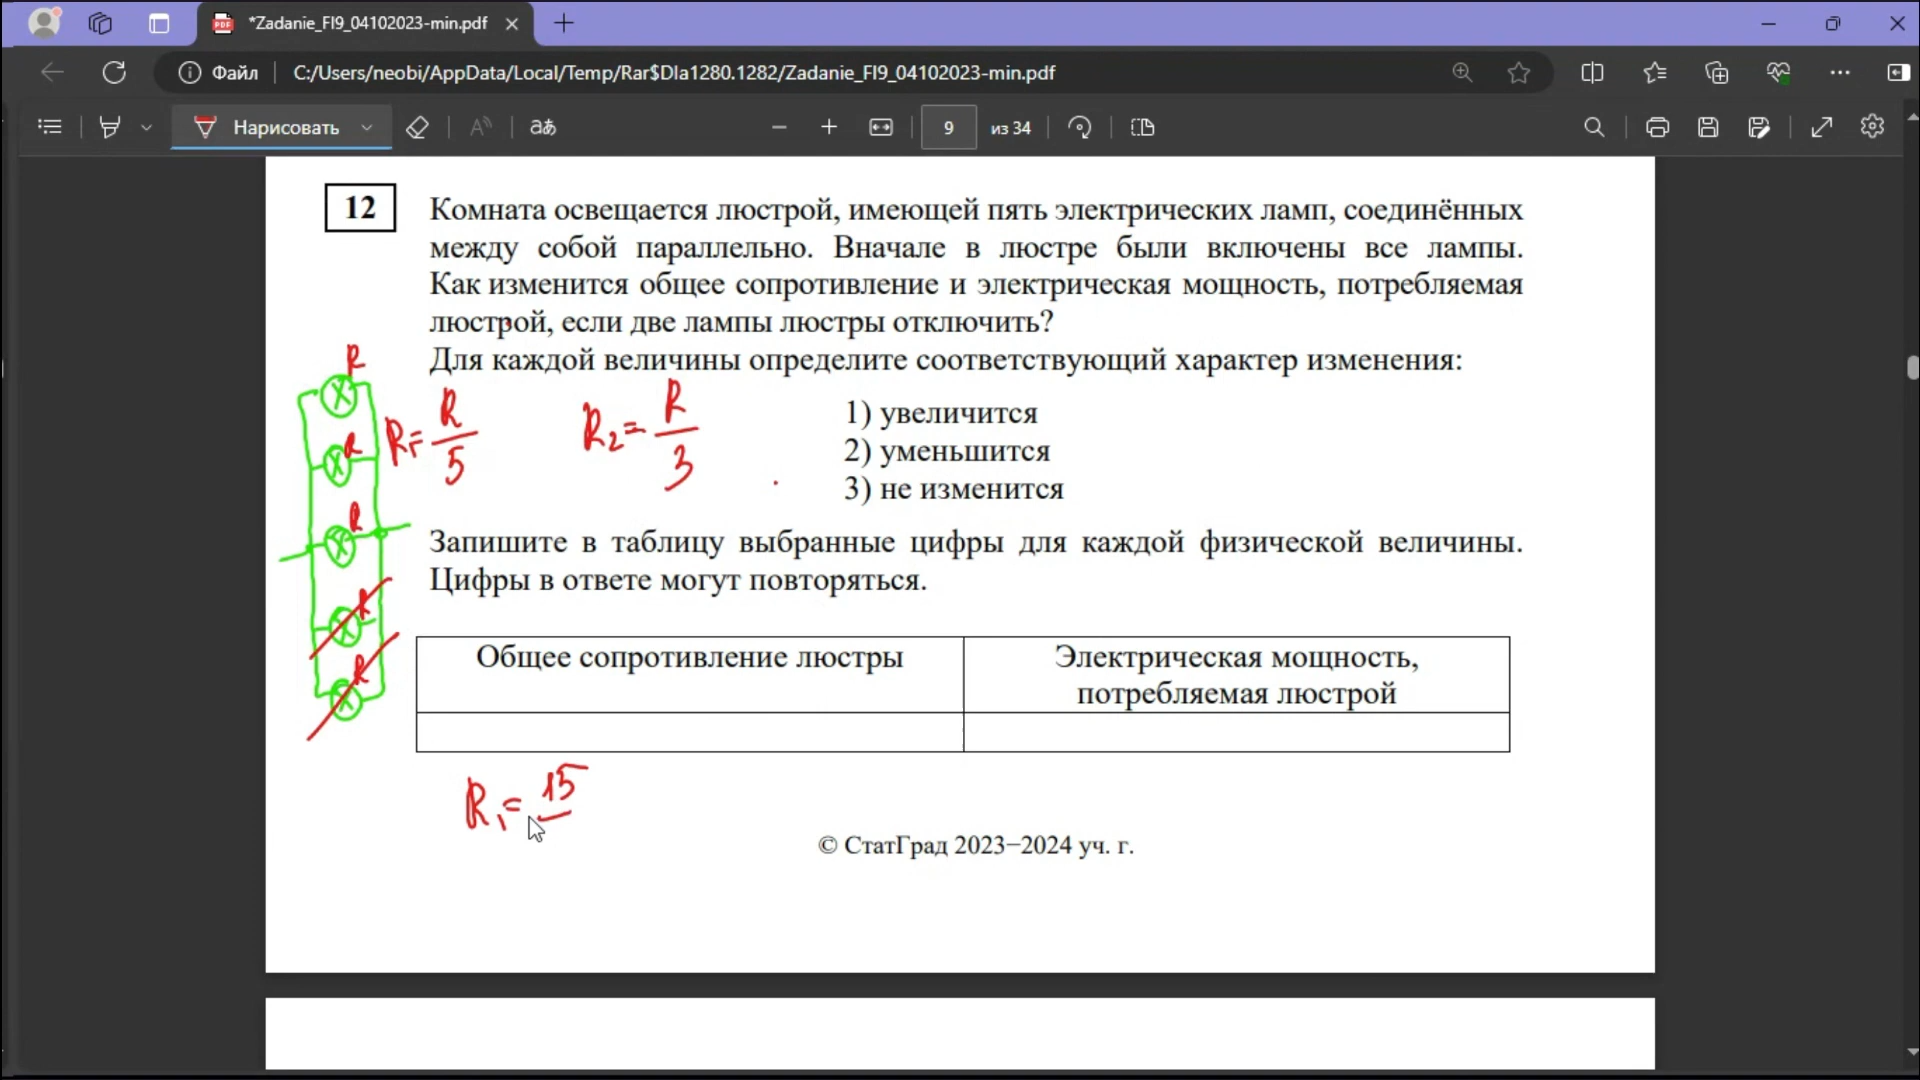 *Zadanie_FI9_04102023-min.pdf
Файл
C:/Users/neobi/AppData/Local/Temp/Rar$DIa1280.1282/Zadanie_FI9_04102023-min.pdf
Нарисовать
аあ
9 из 34
12
Комната освещается люстрой, имеющей пять электрических ламп, соединённых
между собой параллельно. Вначале в люстре были включены все лампы.
Как изменится общее сопротивление и электрическая мощность, потребляемая
люстрой, если две лампы люстры отключить?
Для каждой величины определите соответствующий характер изменения:
R
R
R
R
R
R₁=R/5
R₂=R/3
1) увеличится
2) уменьшится
3) не изменится
Запишите в таблицу выбранные цифры для каждой физической величины.
Цифры в ответе могут повторяться.
Общее сопротивление люстры
Электрическая мощность,
потребляемая люстрой
R₁=15
© СтатГрад 2023−2024 уч. г.